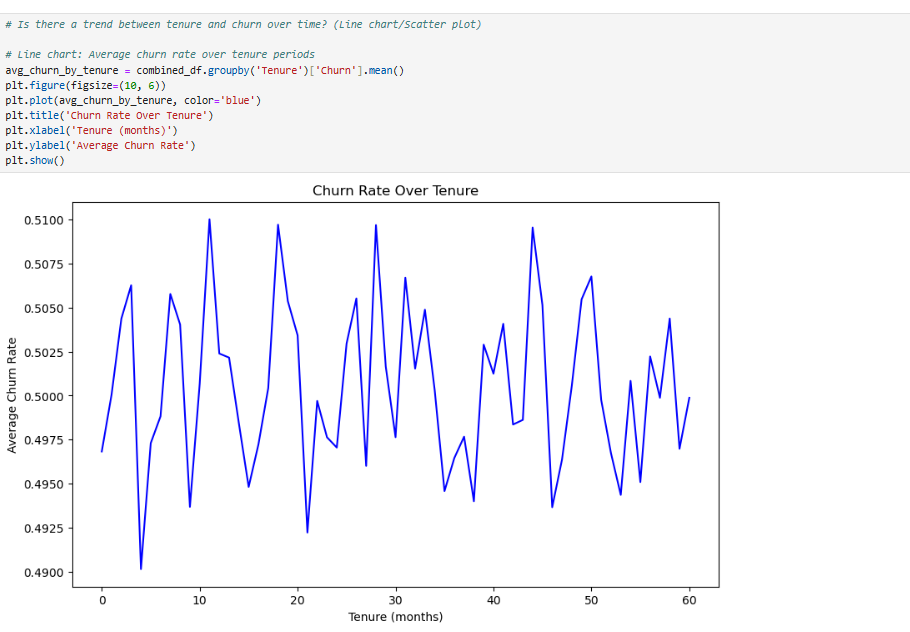 # Is there a trend between tenure and churn over time? (Line chart/Scatter plot)
# Line chart: Average churn rate over tenure periods
avg_churn_by_tenure = combined_df.groupby('Tenure')['Churn'].mean()
plt.figure(figsize=(10, 6))
plt.plot(avg_churn_by_tenure, color='blue')
plt.title('Churn Rate Over Tenure')
plt.xlabel('Tenure (months)')
plt.ylabel('Average Churn Rate')
plt.show()
Churn Rate Over Tenure
0.5100
0.5075
0.5050
0.5025
0.5000
0.4975
0.4950
0.4925
0.4900
Average Churn Rate
0 10 20 30 40 50 60
Tenure (months)